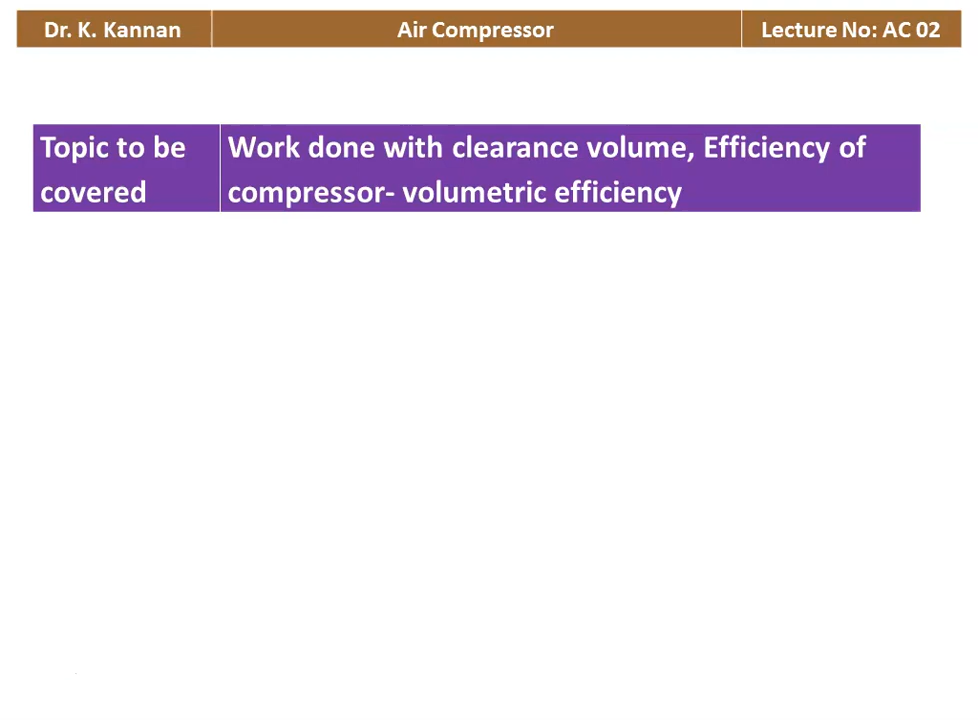 Dr. K. Kannan Air Compressor Lecture No: AC 02
Topic to be Work done with clearance volume, Efficiency of
covered compressor- volumetric efficiency